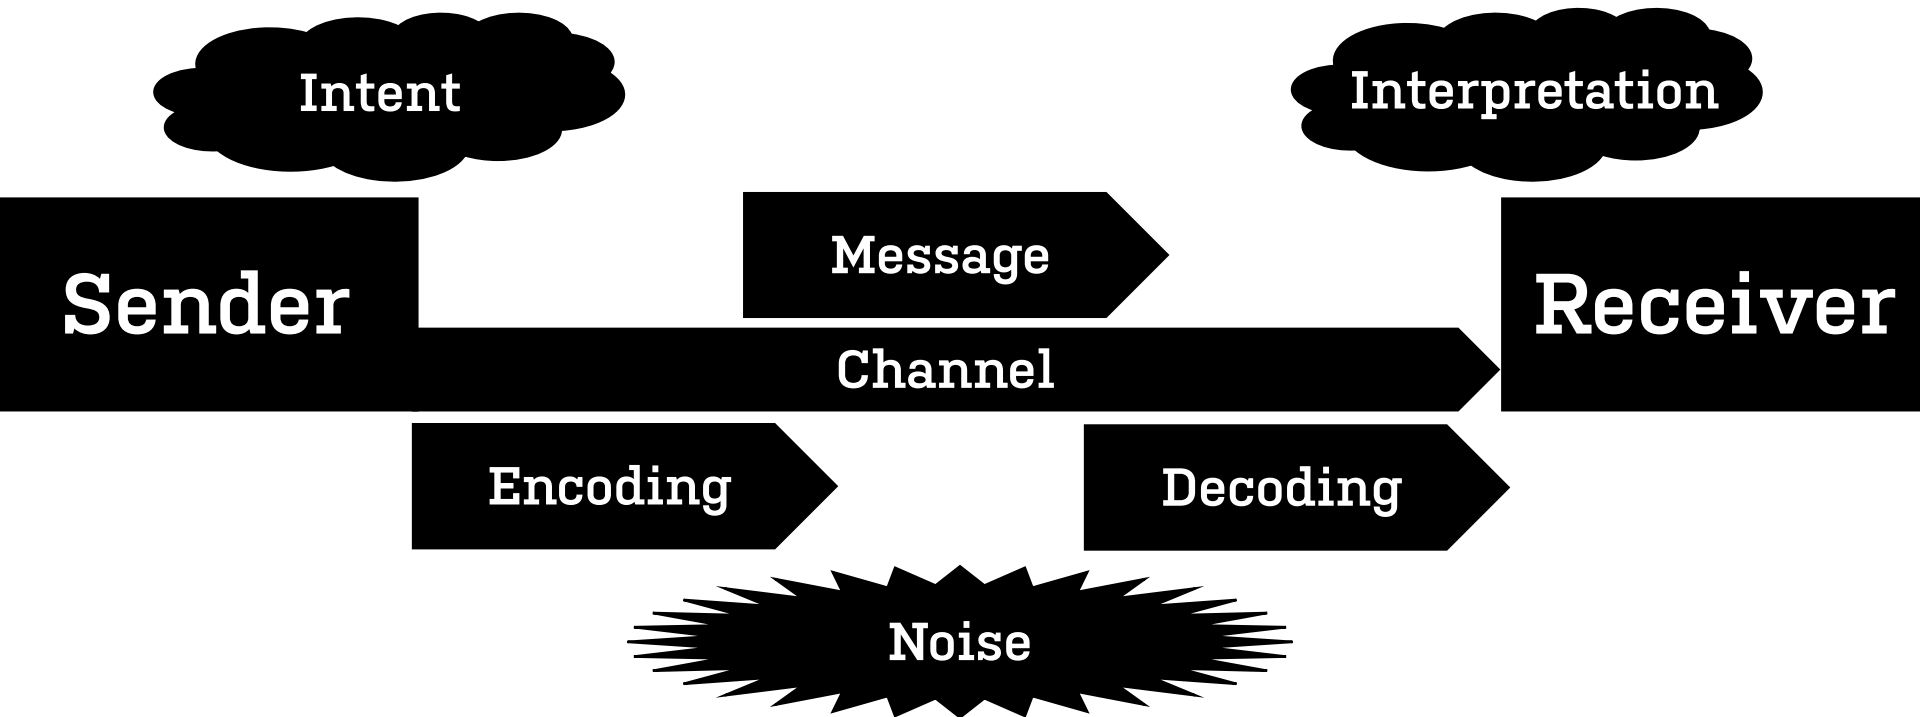 Intent
Interpretation
Message
Sender
Receiver
Channel
Encoding
Decoding
Noise